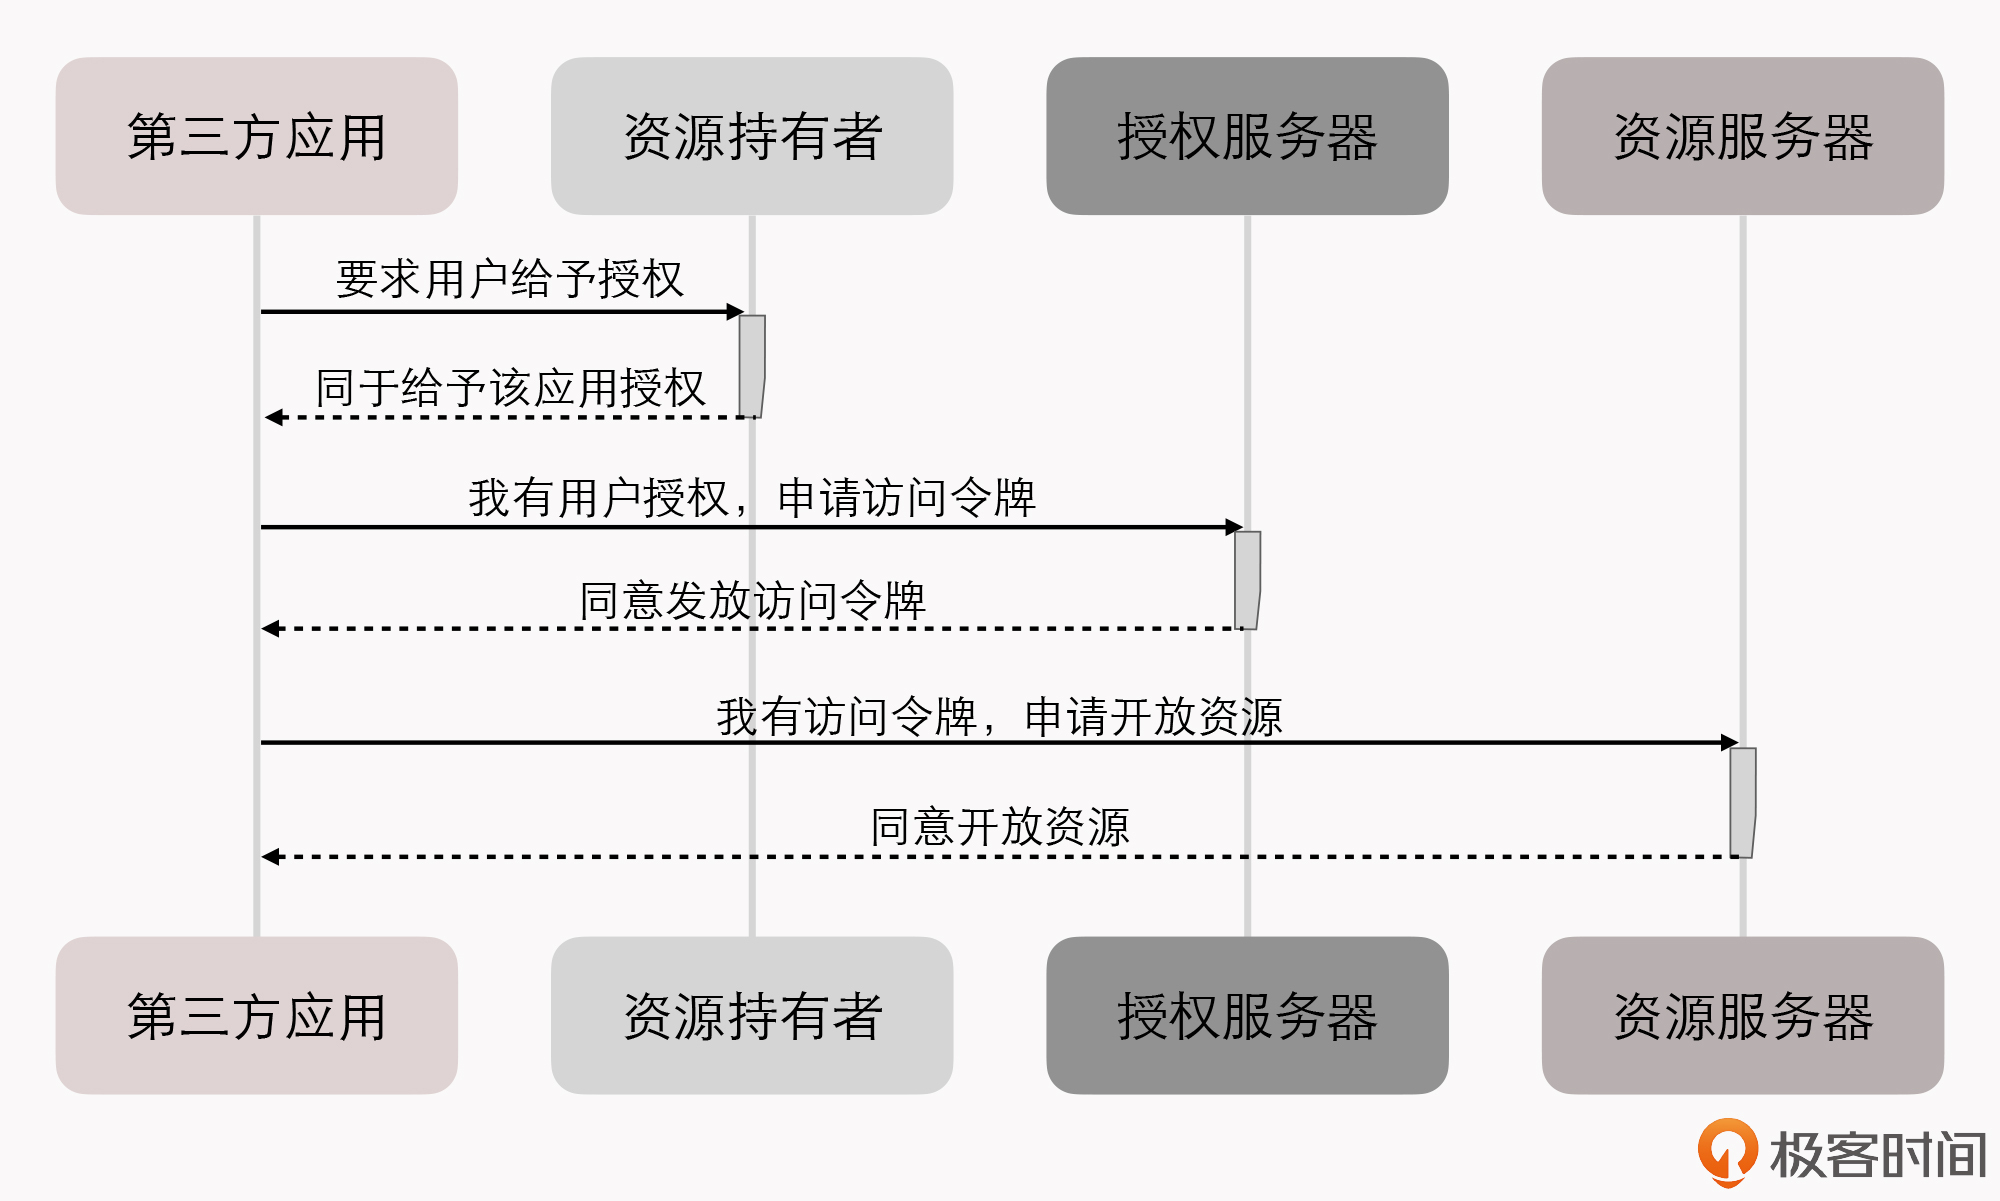 第三方应用
资源持有者
授权服务器
资源服务器
要求用户给予授权
同于给予该应用授权
我有用户授权，申请访问令牌
同意发放访问令牌
我有访问令牌，申请开放资源
同意开放资源
第三方应用
资源持有者
授权服务器
资源服务器
极客时间